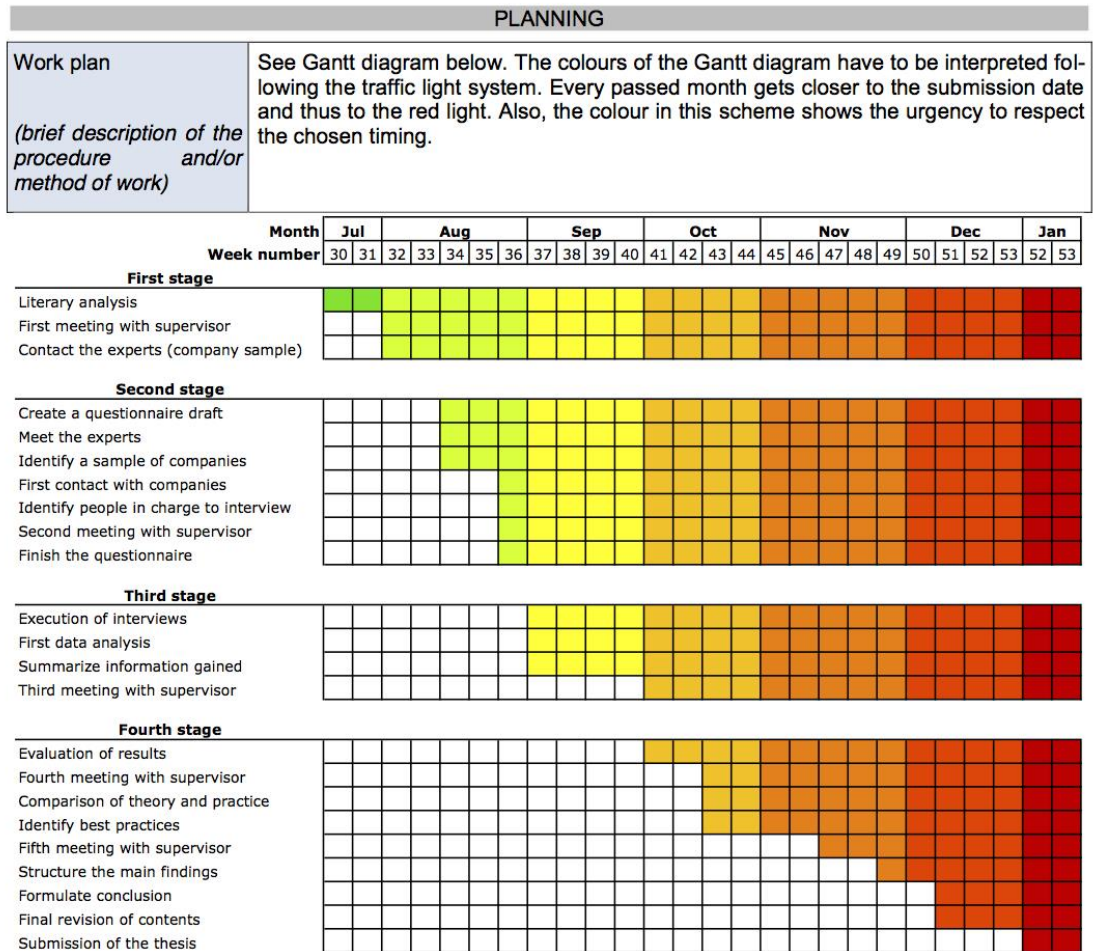 PLANNING
Work plan
(brief description of the
procedure and/or
method of work)
See Gantt diagram below. The colours of the Gantt diagram have to be interpreted fol-
lowing the traffic light system. Every passed month gets closer to the submission date
and thus to the red light. Also, the colour in this scheme shows the urgency to respect
the chosen timing.
Month Jul Aug Sep Oct Nov Dec Jan
Week number 30 31 32 33 34 35 36 37 38 39 40 41 42 43 44 45 46 47 48 49 50 51 52 53 52 53
First stage
Literary analysis
First meeting with supervisor
Contact the experts (company sample)
Second stage
Create a questionnaire draft
Meet the experts
Identify a sample of companies
First contact with companies
Identify people in charge to interview
Second meeting with supervisor
Finish the questionnaire
Third stage
Execution of interviews
First data analysis
Summarize information gained
Third meeting with supervisor
Fourth stage
Evaluation of results
Fourth meeting with supervisor
Comparison of theory and practice
Identify best practices
Fifth meeting with supervisor
Structure the main findings
Formulate conclusion
Final revision of contents
Submission of the thesis